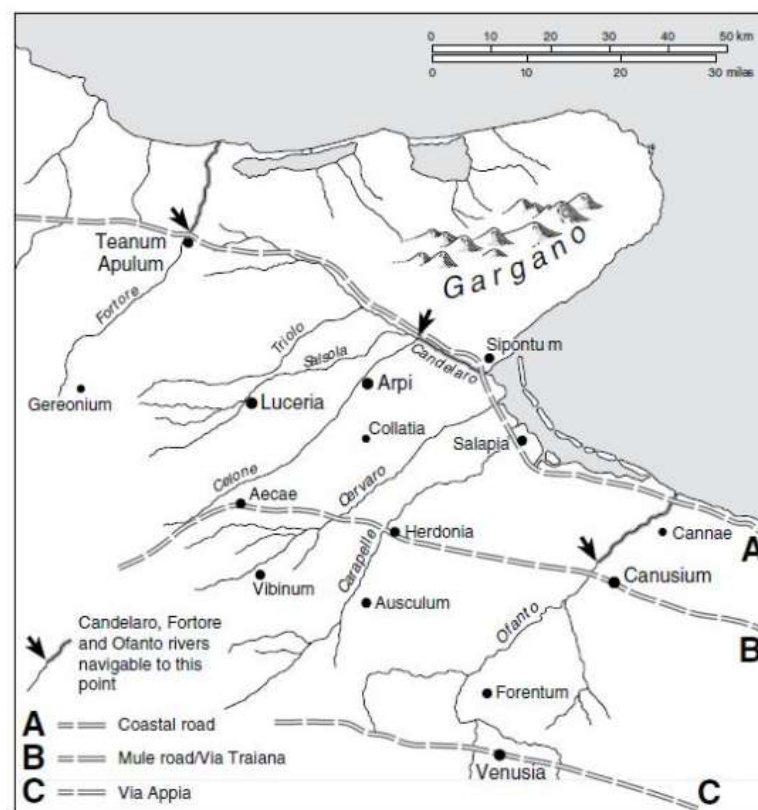 0 10 20 30 40 50 km
0 10 20 30 miles
Teanum
Apulum
Gargano
Fortore
Triolo
Salsola
Candelaro
Sipontum
Gereonium
Luceria
Arpi
Collatia
Salapia
Celone
Aecae
Cervaro
Herdonia
Cannae
A
Carapelle
Vibinum
Canusium
Ausculum
Candelaro, Fortore
and Ofanto rivers
navigable to this
point
Ofanto
B
Forentum
A Coastal road
B Mule road/Via Traiana
Venusia
C Via Appia
C